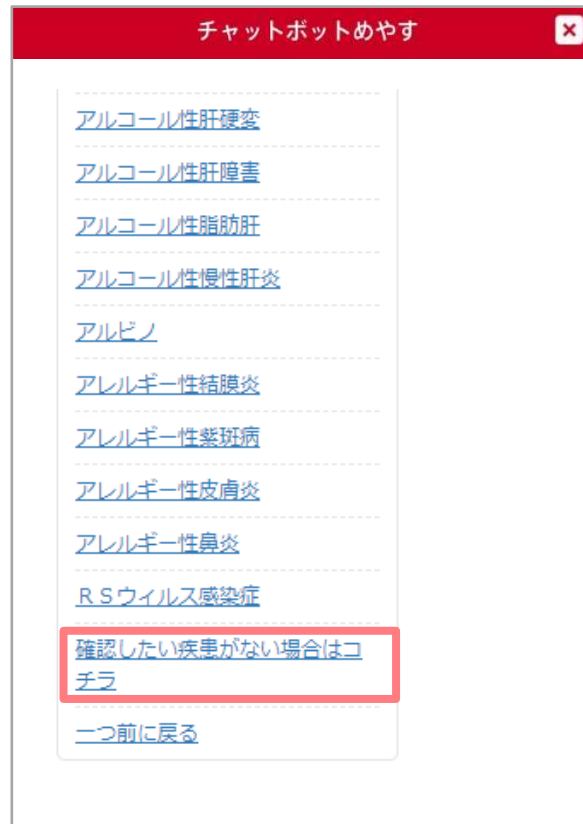 チャットボットめやす
アルコール性肝硬変
アルコール性肝障害
アルコール性脂肪肝
アルコール性慢性肝炎
アルビノ
アレルギー性結膜炎
アレルギー性紫斑病
アレルギー性皮膚炎
アレルギー性鼻炎
ＲＳウィルス感染症
確認したい疾患がない場合はコ
チラ
一つ前に戻る